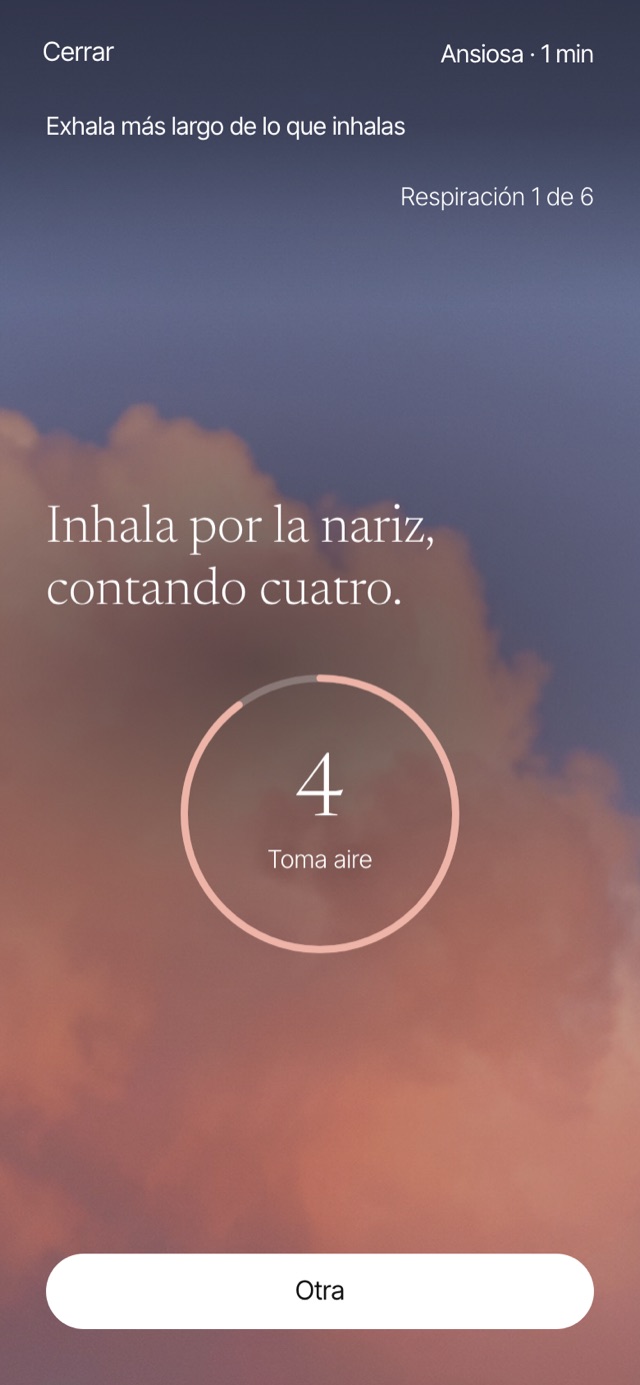 Cerrar
Ansiosa · 1 min
Exhala más largo de lo que inhalas
Respiración 1 de 6
Inhala por la nariz,
contando cuatro.
4
Toma aire
Otra